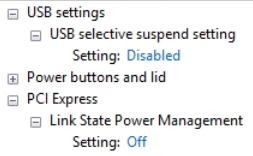 USB settings
USB selective suspend setting
Setting: Disabled
Power buttons and lid
PCI Express
Link State Power Management
Setting: Off